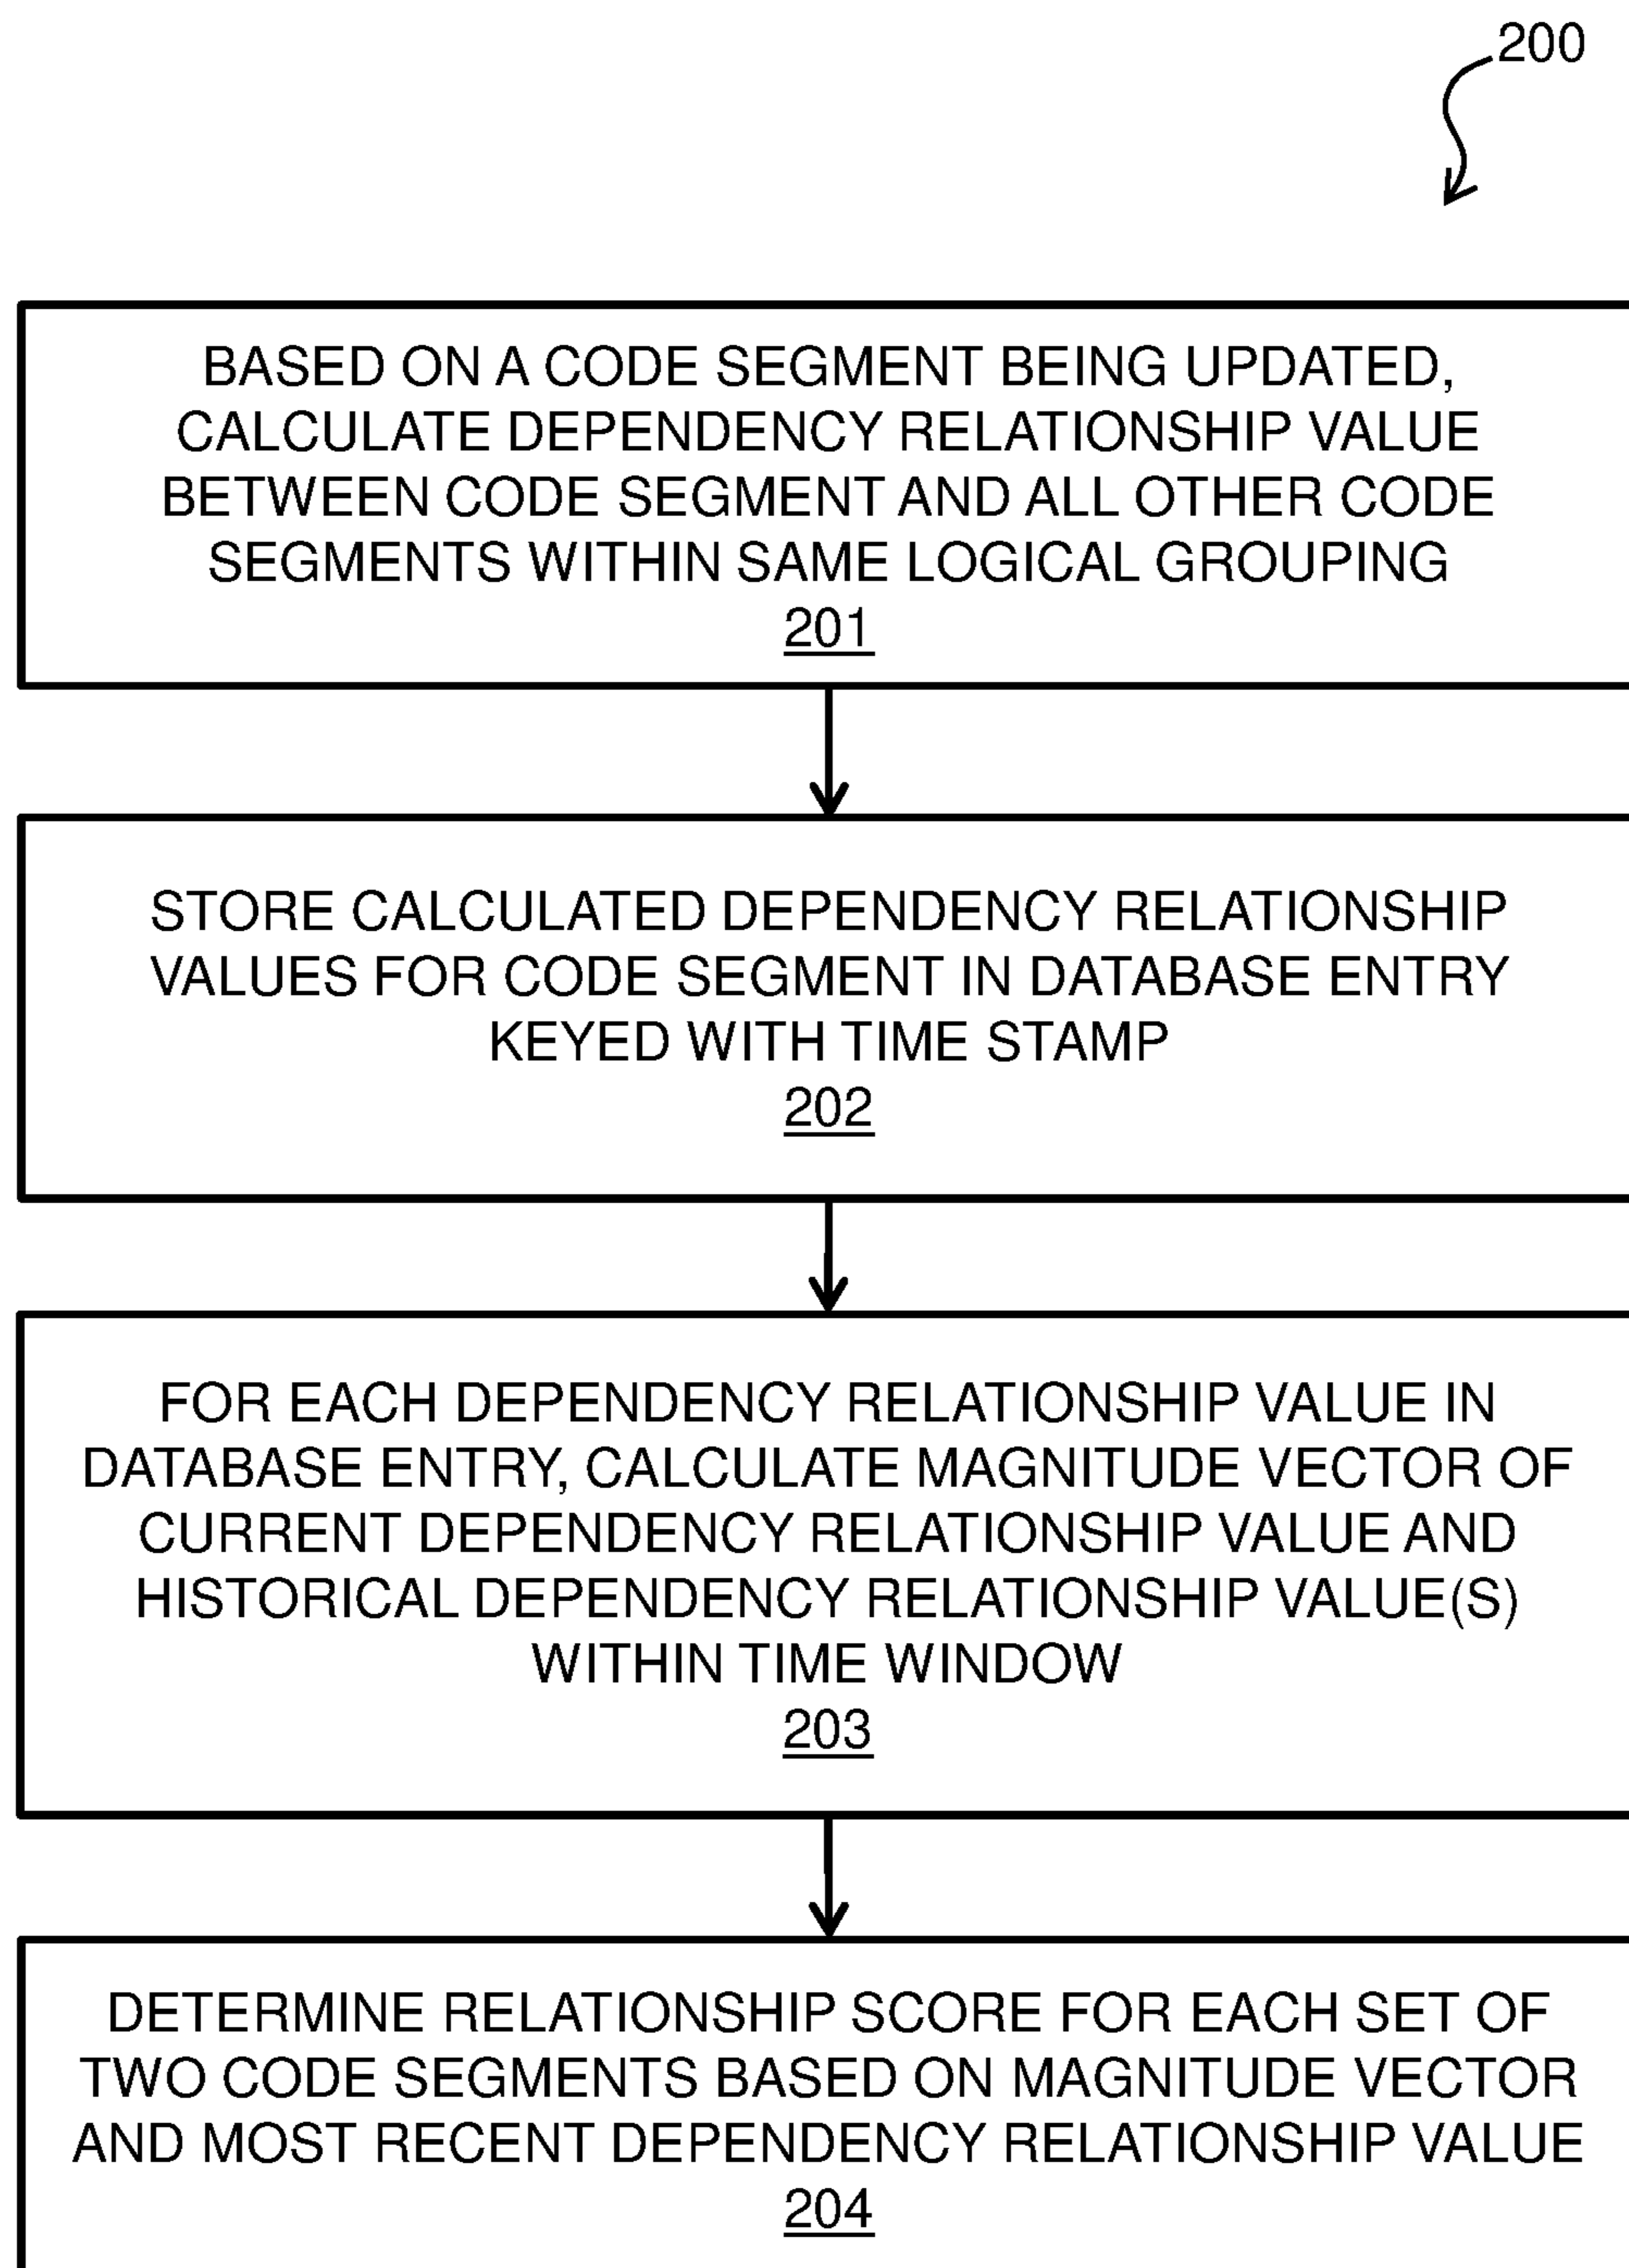 200
BASED ON A CODE SEGMENT BEING UPDATED,
CALCULATE DEPENDENCY RELATIONSHIP VALUE
BETWEEN CODE SEGMENT AND ALL OTHER CODE
SEGMENTS WITHIN SAME LOGICAL GROUPING
201
STORE CALCULATED DEPENDENCY RELATIONSHIP
VALUES FOR CODE SEGMENT IN DATABASE ENTRY
KEYED WITH TIME STAMP
202
FOR EACH DEPENDENCY RELATIONSHIP VALUE IN
DATABASE ENTRY, CALCULATE MAGNITUDE VECTOR OF
CURRENT DEPENDENCY RELATIONSHIP VALUE AND
HISTORICAL DEPENDENCY RELATIONSHIP VALUE(S)
WITHIN TIME WINDOW
203
DETERMINE RELATIONSHIP SCORE FOR EACH SET OF
TWO CODE SEGMENTS BASED ON MAGNITUDE VECTOR
AND MOST RECENT DEPENDENCY RELATIONSHIP VALUE
204